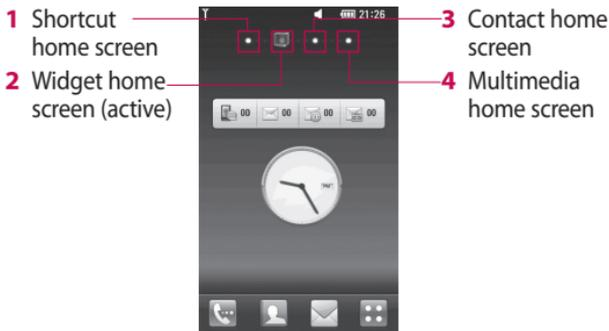 1 Shortcut
home screen
2 Widget home
screen (active)
21:26
00 00 00 00
PM
3 Contact home
screen
4 Multimedia
home screen